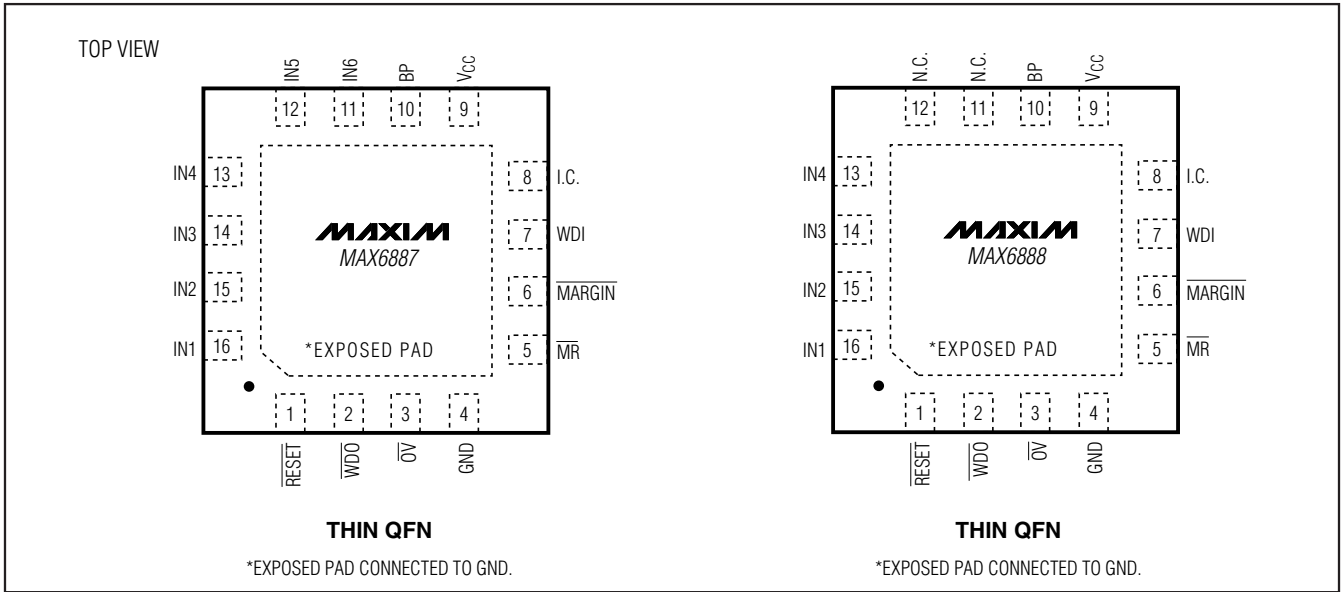 TOP VIEW
IN5 IN6 BP VCC
12 11 10 9
IN4 13
IN3 14
IN2 15
IN1 16
8 I.C.
7 WDI
6 MARGIN
5 MR
MAXIM
MAX6887
*EXPOSED PAD
1 2 3 4
RESET WDO OV GND
THIN QFN
*EXPOSED PAD CONNECTED TO GND.
N.C. N.C. BP VCC
12 11 10 9
IN4 13
IN3 14
IN2 15
IN1 16
8 I.C.
7 WDI
6 MARGIN
5 MR
MAXIM
MAX6888
*EXPOSED PAD
1 2 3 4
RESET WDO OV GND
THIN QFN
*EXPOSED PAD CONNECTED TO GND.